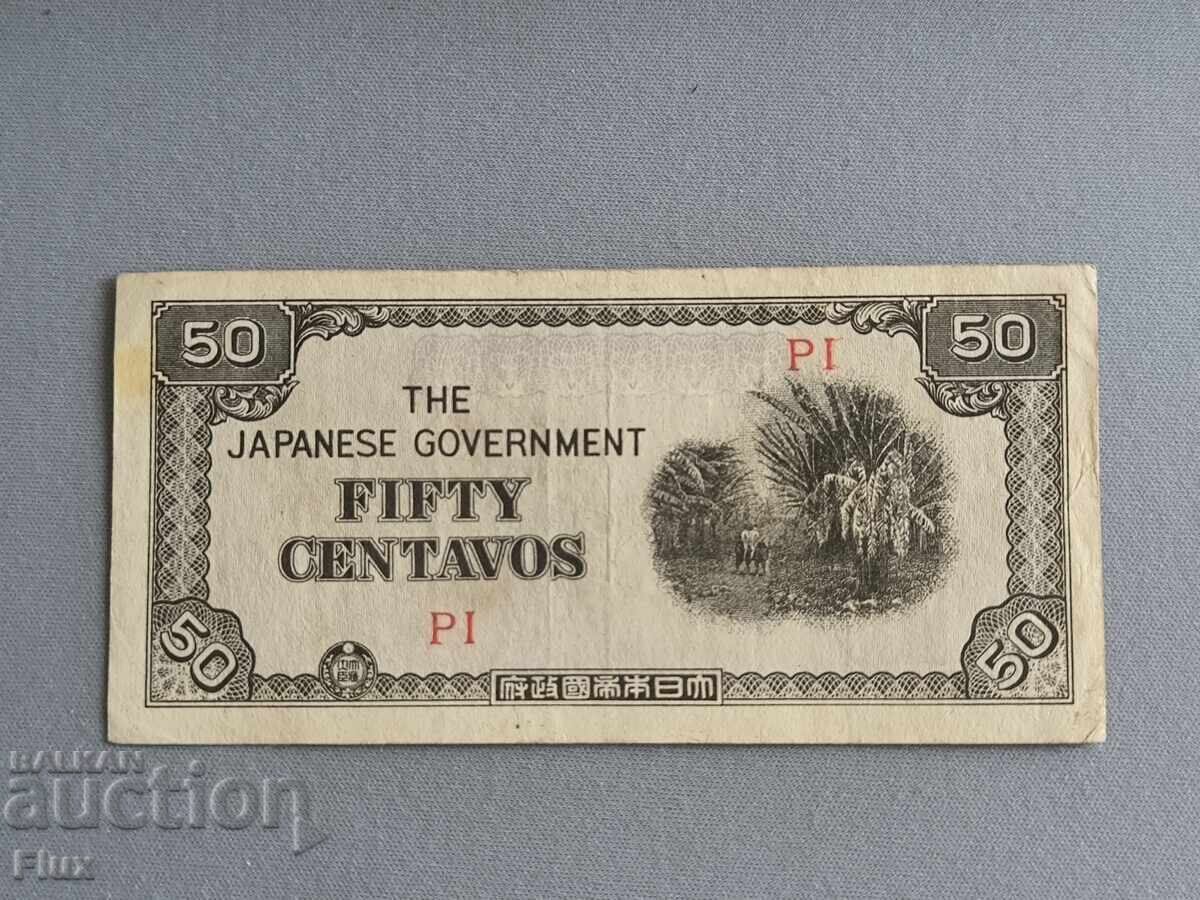 50
50
PI
THE
JAPANESE GOVERNMENT
FIFTY
CENTAVOS
PI
50
50
府政國帝本日大
BALKAN
auction
Flux